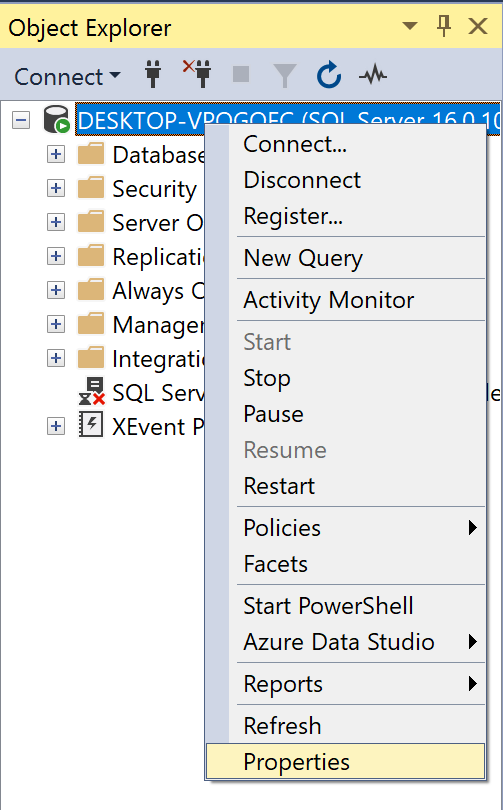 Object Explorer
Connect
DESKTOP-VPOGOEC (SQL Server 16.0.10
Database
Security
Server O
Replicati
Always O
Manager
Integratio
SQL Serv
XEvent P
Connect...
Disconnect
Register...
New Query
Activity Monitor
Start
Stop
Pause
Resume
Restart
Policies
Facets
Start PowerShell
Azure Data Studio
Reports
Refresh
Properties